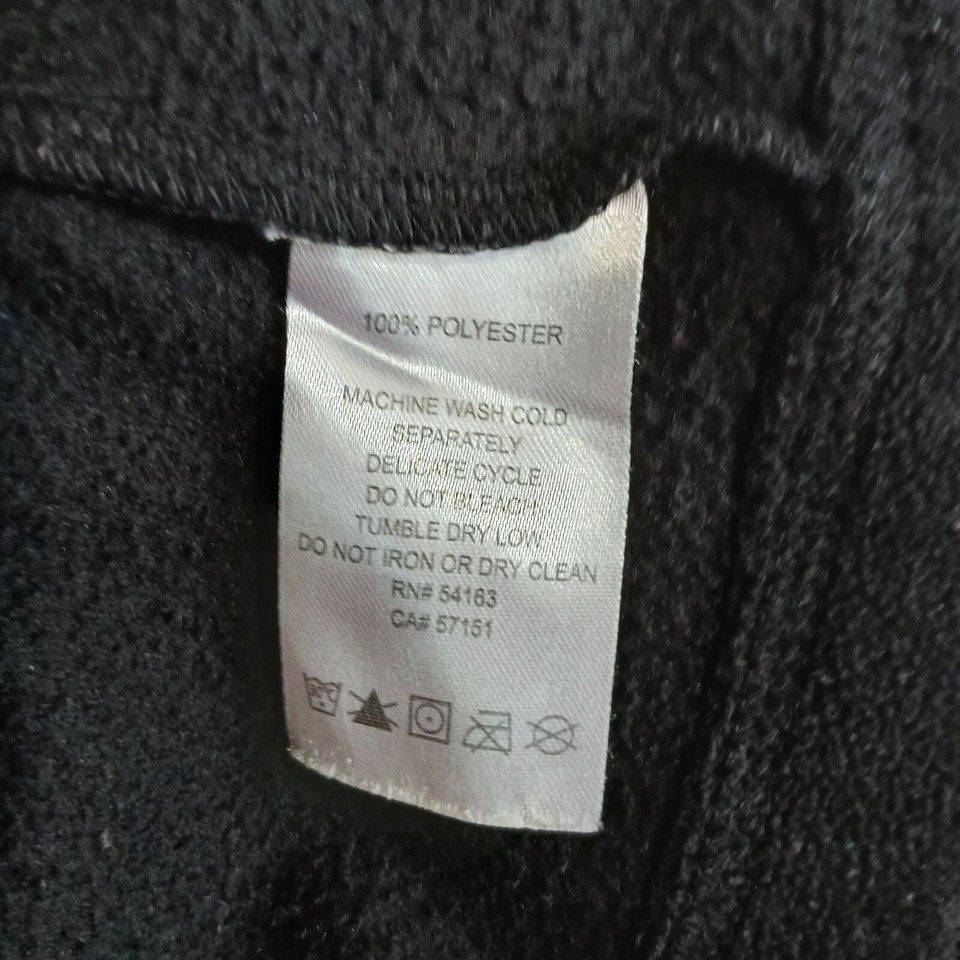 100% POLYESTER
MACHINE WASH COLD
SEPARATELY
DELICATE CYCLE
DO NOT BLEACH
TUMBLE DRY LOW
DO NOT IRON OR DRY CLEAN
RN# 54163
CA# 57151